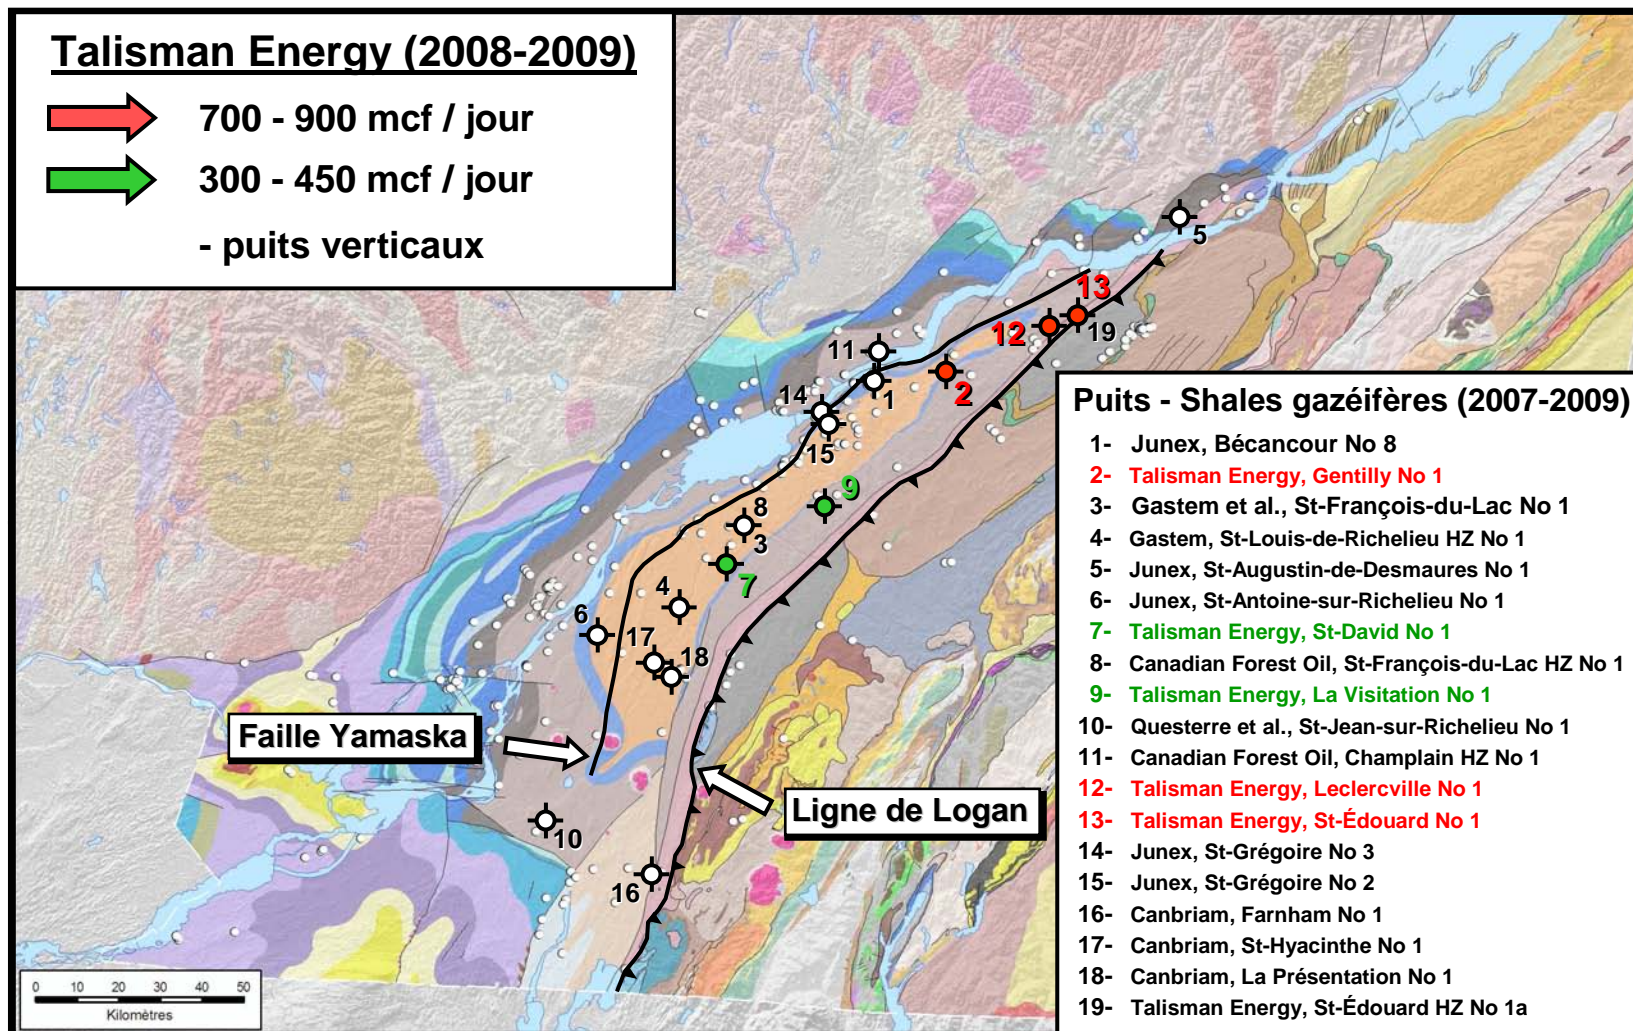 Talisman Energy (2008-2009)
700 - 900 mcf / jour
300 - 450 mcf / jour
- puits verticaux
5
13
12
19
11
1
2
14
15
9
8
3
7
4
6
17
18
Faille Yamaska
Ligne de Logan
10
16
0 10 20 30 40 50
Kilomètres
Puits - Shales gazéifères (2007-2009)
1- Junex, Bécancour No 8
2- Talisman Energy, Gentilly No 1
3- Gastem et al., St-François-du-Lac No 1
4- Gastem, St-Louis-de-Richelieu HZ No 1
5- Junex, St-Augustin-de-Desmaures No 1
6- Junex, St-Antoine-sur-Richelieu No 1
7- Talisman Energy, St-David No 1
8- Canadian Forest Oil, St-François-du-Lac HZ No 1
9- Talisman Energy, La Visitation No 1
10- Questerre et al., St-Jean-sur-Richelieu No 1
11- Canadian Forest Oil, Champlain HZ No 1
12- Talisman Energy, Leclercville No 1
13- Talisman Energy, St-Édouard No 1
14- Junex, St-Grégoire No 3
15- Junex, St-Grégoire No 2
16- Canbriam, Farnham No 1
17- Canbriam, St-Hyacinthe No 1
18- Canbriam, La Présentation No 1
19- Talisman Energy, St-Édouard HZ No 1a